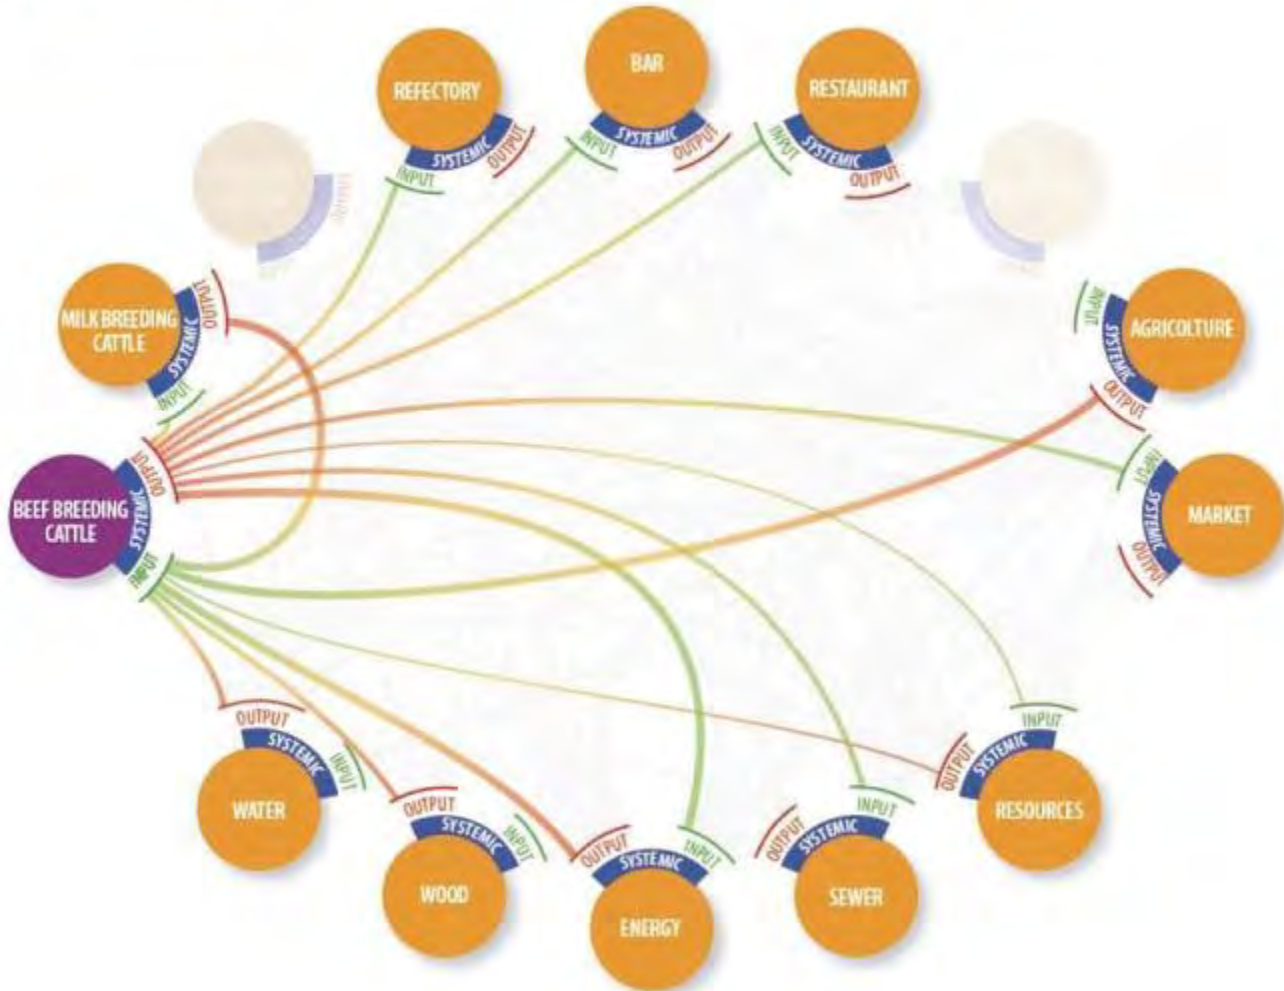 BAR
SYSTEMIC
INPUT
OUTPUT
REFECTORY
SYSTEMIC
INPUT
OUTPUT
RESTAURANT
SYSTEMIC
INPUT
OUTPUT
MILK BREEDING
CATTLE
SYSTEMIC
OUTPUT
INPUT
AGRICOLTURE
SYSTEMIC
INPUT
OUTPUT
BEEF BREEDING
CATTLE
SYSTEMIC
OUTPUT
INPUT
MARKET
SYSTEMIC
INPUT
OUTPUT
WATER
SYSTEMIC
OUTPUT
INPUT
WOOD
SYSTEMIC
OUTPUT
INPUT
ENERGY
SYSTEMIC
OUTPUT
INPUT
SEWER
SYSTEMIC
OUTPUT
INPUT
RESOURCES
SYSTEMIC
OUTPUT
INPUT